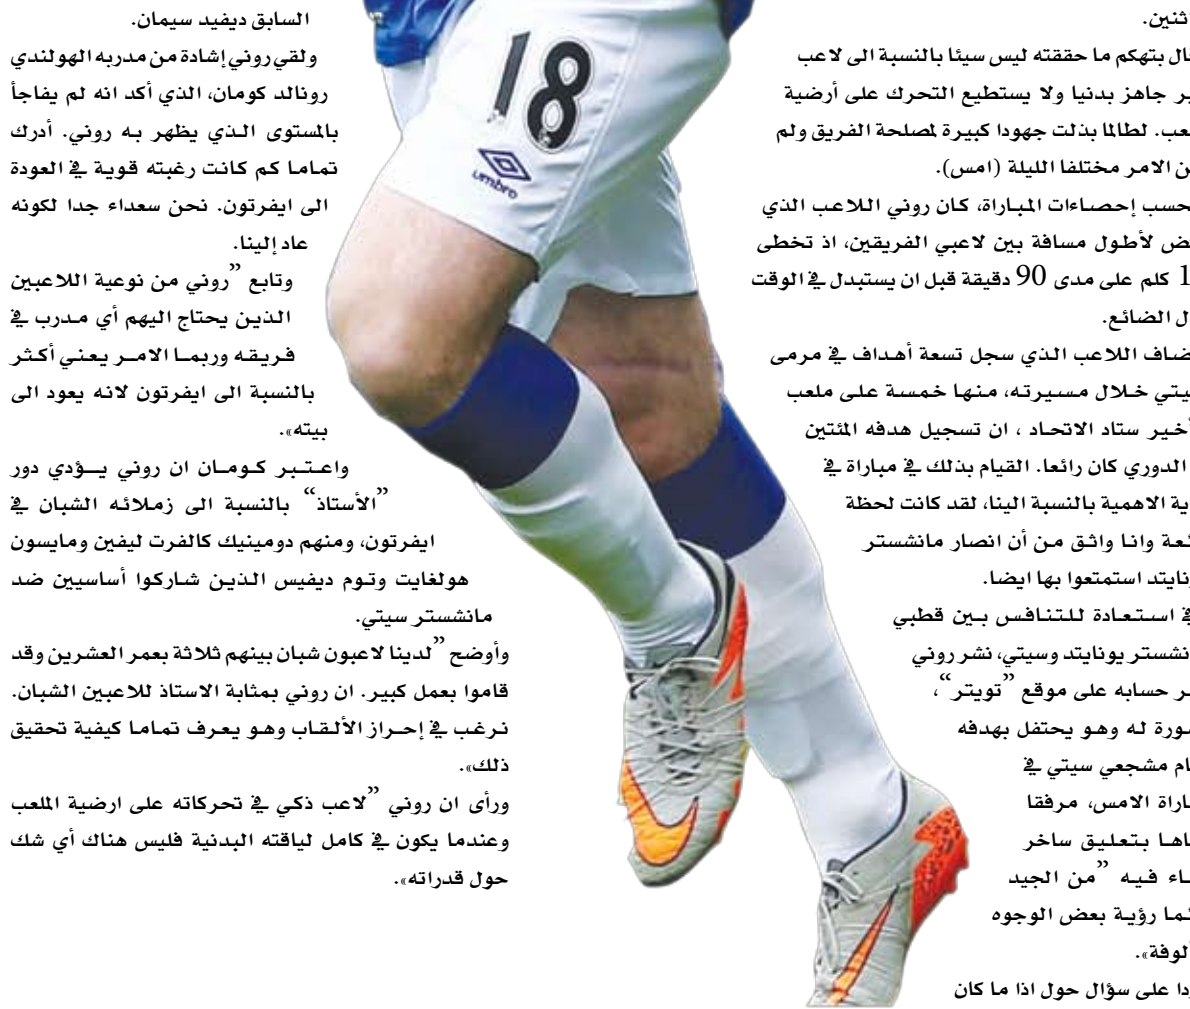 ثنين.
ال بتهكم ما حققته ليس سيئا بالنسبة الى لاعب
ير جاهز بدنيا ولا يستطيع التحرك على أرضية
عب. لطالما بذلت جهودا كبيرة لمصلحة الفريق ولم
ن الامر مختلفا الليلة (امس).
حسب إحصاءات المباراة، كان روني اللاعب الذي
ض لأطول مسافة بين لاعبي الفريقين، اذ تخطى
1 كلم على مدى 90 دقيقة قبل ان يستبدل في الوقت
ل الضائع.
ضاف اللاعب الذي سجل تسعة أهداف في مرمى
يتي خلال مسيرته، منها خمسة على ملعب
أخير ستاد الاتحاد ، ان تسجيل هدفه المئتين
الدوري كان رائعا. القيام بذلك في مباراة في
ية الاهمية بالنسبة الينا، لقد كانت لحظة
ئعة وانا واثق من أن انصار مانشستر
نايتد استمتعوا بها ايضا.
في استعادة للتنافس بين قطبي
نشستر يونايتد وسيتي، نشر روني
ر حسابه على موقع ”تويتر“،
ورة له وهو يحتفل بهدفه
ام مشجعي سيتي في
اراة الامس، مرفقا
اها بتعليق ساخر
اء فيه ”من الجيد
ئما رؤية بعض الوجوه
لوفة».
دا على سؤال حول اذا ما كان
18
umbro
السابق ديفيد سيمان.
ولقي روني إشادة من مدربه الهولندي
رونالد كومان، الذي أكد انه لم يفاجأ
بالمستوى الذي يظهر به روني. أدرك
تماما كم كانت رغبته قوية في العودة
الى ايفرتون. نحن سعداء جدا لكونه
عاد إلينا.
وتابع ”روني من نوعية اللاعبين
الذين يحتاج اليهم أي مدرب في
فريقه وربما الامر يعني أكثر
بالنسبة الى ايفرتون لانه يعود الى
بيته».
واعتبر كومان ان روني يؤدي دور
”الأستاذ“ بالنسبة الى زملائه الشبان في
ايفرتون، ومنهم دومينيك كالفرت ليفين ومايسون
هولغايت وتوم ديفيس الذين شاركوا أساسيين ضد
مانشستر سيتي.
وأوضح ”لدينا لاعبون شبان بينهم ثلاثة بعمر العشرين وقد
قاموا بعمل كبير. ان روني بمثابة الاستاذ للاعبين الشبان.
نرغب في إحراز الألقاب وهو يعرف تماما كيفية تحقيق
ذلك».
ورأى ان روني ”لاعب ذكي في تحركاته على ارضية الملعب
وعندما يكون في كامل لياقته البدنية فليس هناك أي شك
حول قدراته».